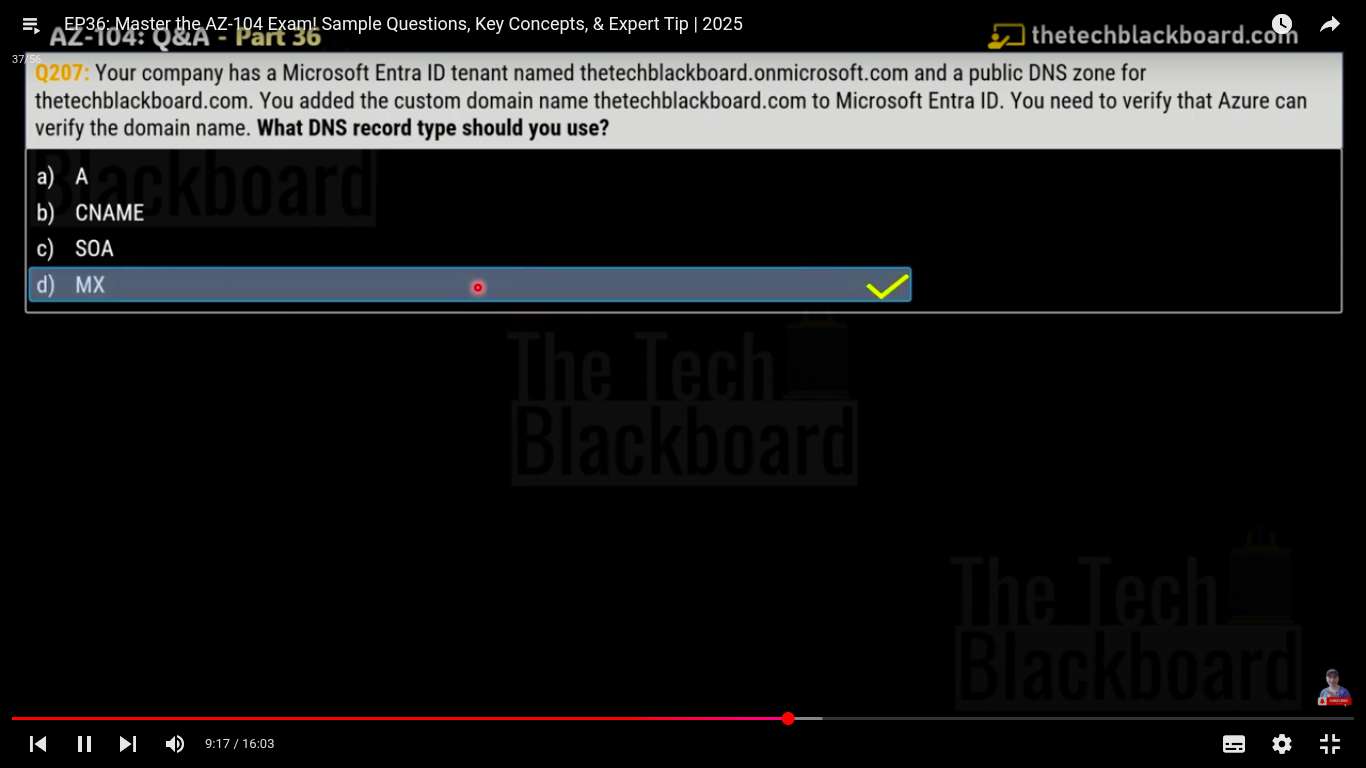 EP36: Master the AZ-104 Exam! Sample Questions, Key Concepts, & Expert Tip | 2025
AZ-104: Q&A - Part 36
thetechblackboard.com
37/56
Q207: Your company has a Microsoft Entra ID tenant named thetechblackboard.onmicrosoft.com and a public DNS zone for
thetechblackboard.com. You added the custom domain name thetechblackboard.com to Microsoft Entra ID. You need to verify that Azure can
verify the domain name. What DNS record type should you use?
Blackboard
a) A
b) CNAME
c) SOA
d) MX
The Tech
Blackboard
The Tech
Blackboard
9:17 / 16:03